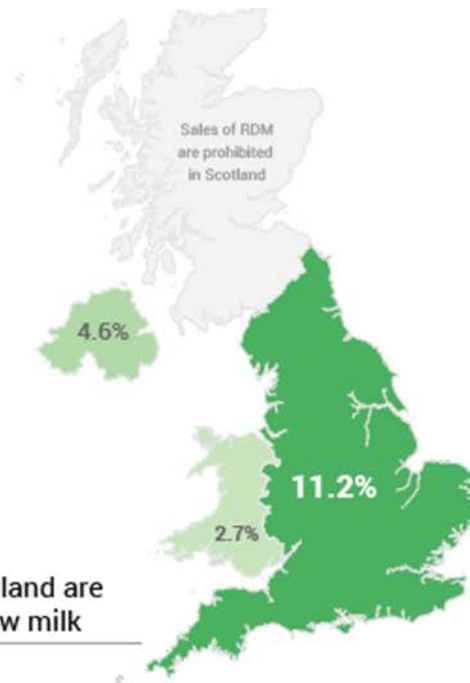 Sales of RDM
are prohibited
in Scotland
4.6%
11.2%
2.7%
land are
w milk